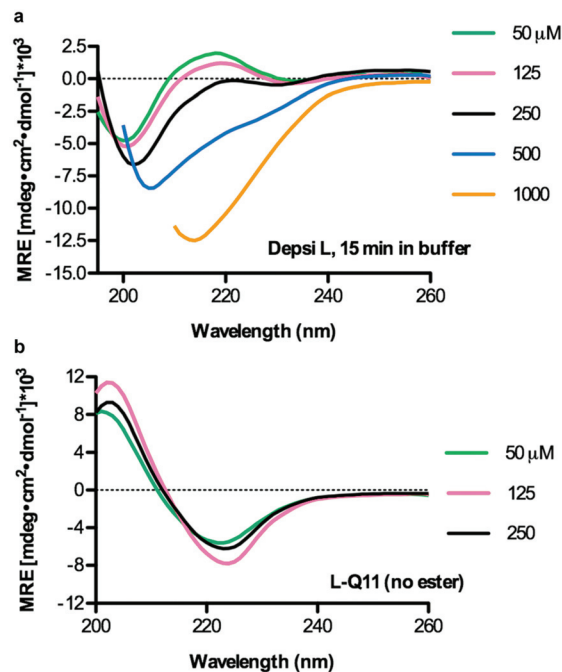 a
MRE [mdeg•cm²•dmol⁻¹]*10³
2.5
0.0
-2.5
-5.0
-7.5
-10.0
-12.5
-15.0
200
220
240
260
Wavelength (nm)
Depsi L, 15 min in buffer
50 μM
125
250
500
1000
b
MRE [mdeg•cm²•dmol⁻¹]*10³
12
8
4
0
-4
-8
-12
200
220
240
260
Wavelength (nm)
L-Q11 (no ester)
50 μM
125
250